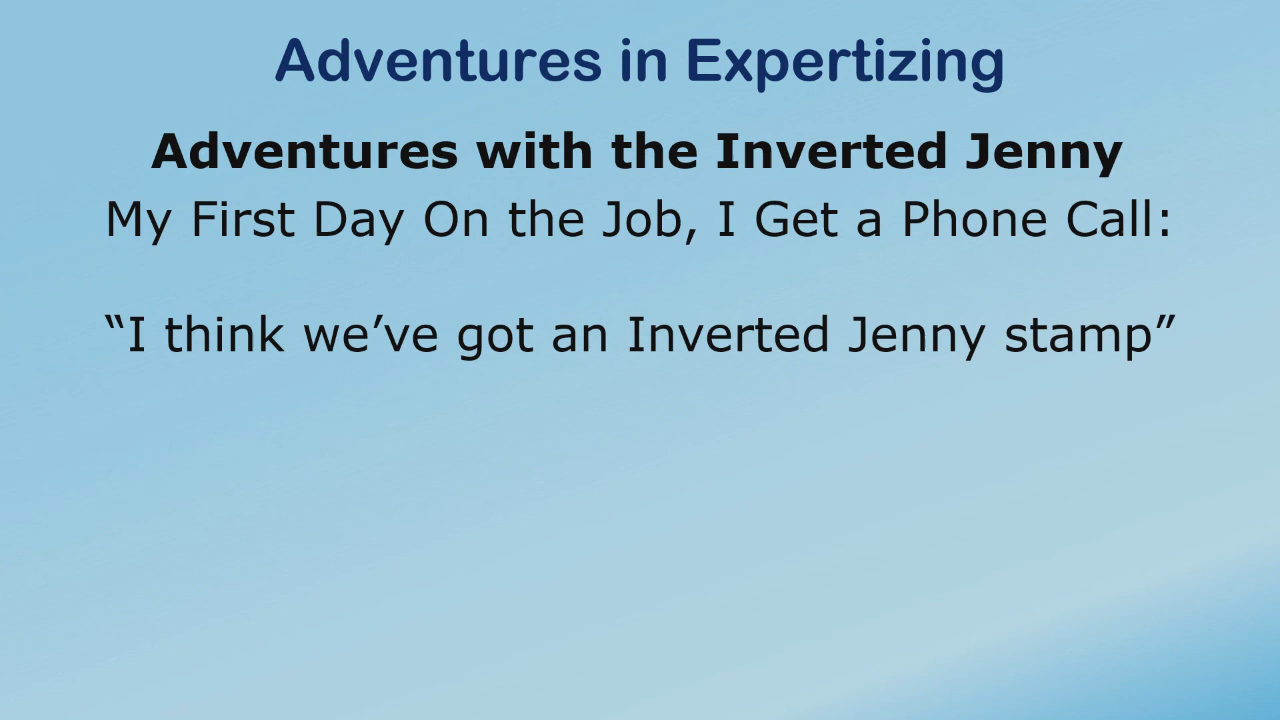 Adventures in Expertizing
Adventures with the Inverted Jenny
My First Day On the Job, I Get a Phone Call:
“I think we’ve got an Inverted Jenny stamp”